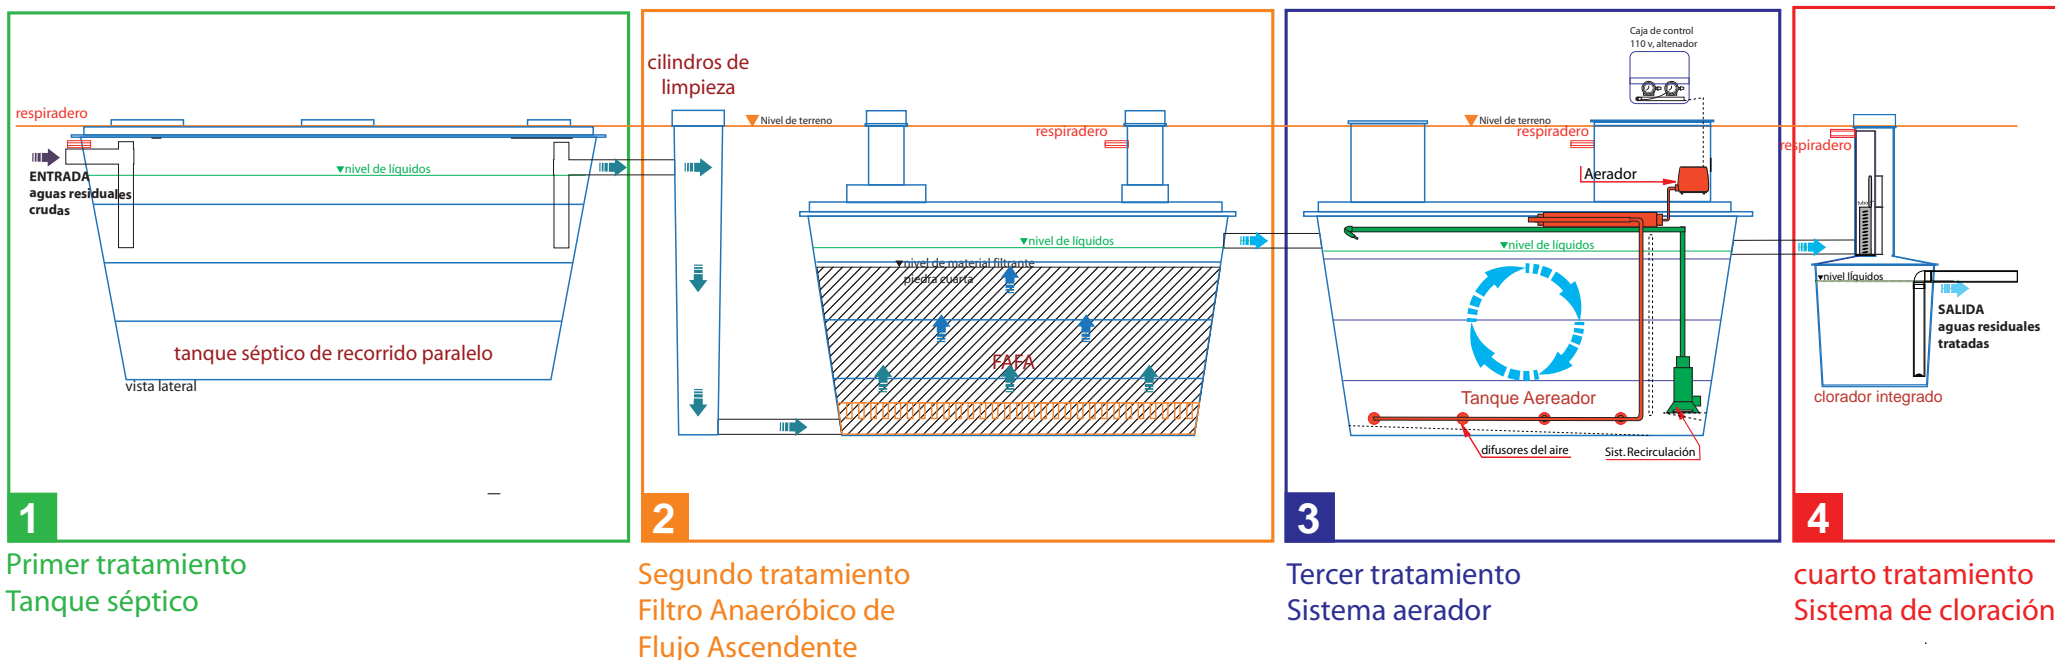 respiradero
ENTRADA
aguas residuales
crudas
▼nivel de líquidos
tanque séptico de recorrido paralelo
vista lateral
1
Primer tratamiento
Tanque séptico
cilindros de
limpieza
Nivel de terreno
respiradero
▼nivel de líquidos
▼nivel de material filtrante
piedra cuarta
FAFA
2
Segundo tratamiento
Filtro Anaeróbico de
Flujo Ascendente
Caja de control
110 v, altenador
Nivel de terreno
respiradero
Aerador
▼nivel de líquidos
Tanque Aereador
difusores del aire
Sist. Recirculación
3
Tercer tratamiento
Sistema aerador
respiradero
▼nivel líquidos
SALIDA
aguas residuales
tratadas
clorador integrado
4
cuarto tratamiento
Sistema de cloración